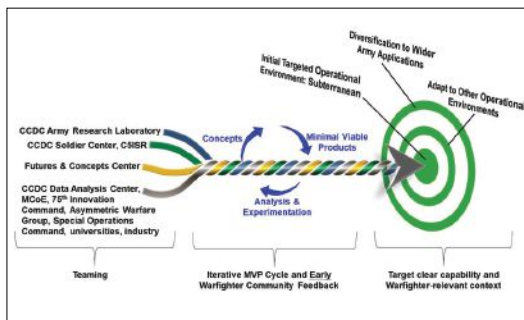 Diversification to Wider
Army Applications
Initial Targeted Operational
Environment: Subterranean
Adapt to Other Operational
Environments
CCDC Army Research Laboratory
CCDC Soldier Center, C5ISR
Futures & Concepts Center
CCDC Data Analysis Center,
MCoE, 75th Innovation
Command, Asymmetric Warfare
Group, Special Operations
Command, universities, industry
Concepts
Minimal Viable
Products
Analysis &
Experimentation
Teaming
Iterative MVP Cycle and Early
Warfighter Community Feedback
Target clear capability and
Warfighter-relevant context